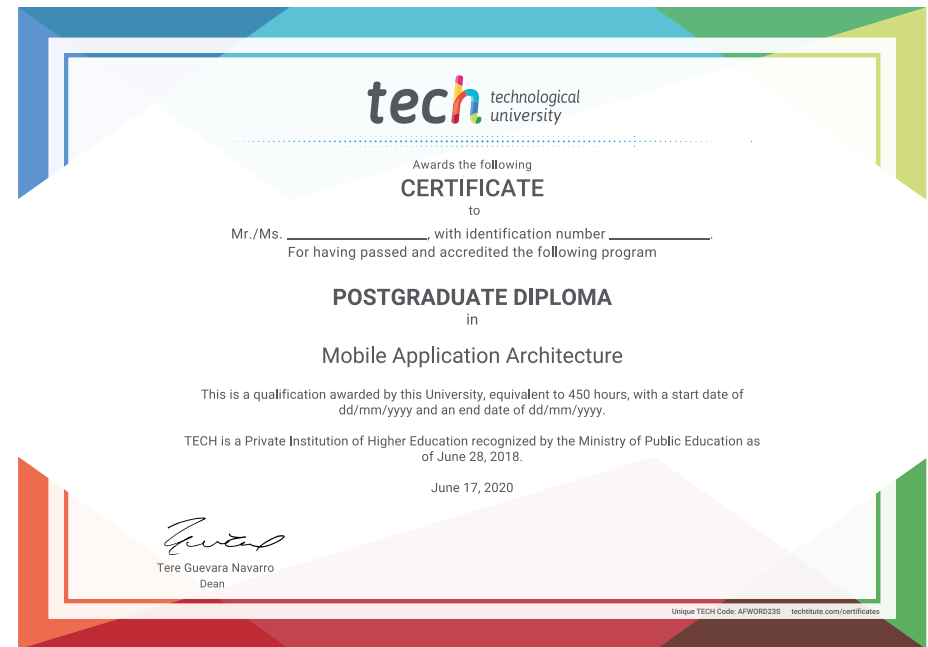 tech technological
university
Awards the following
CERTIFICATE
to
Mr./Ms. ____________________, with identification number ______________.
For having passed and accredited the following program
POSTGRADUATE DIPLOMA
in
Mobile Application Architecture
This is a qualification awarded by this University, equivalent to 450 hours, with a start date of
dd/mm/yyyy and an end date of dd/mm/yyyy.
TECH is a Private Institution of Higher Education recognized by the Ministry of Public Education as
of June 28, 2018.
June 17, 2020
Tere Guevara Navarro
Dean
Unique TECH Code: AFWORD23S techtitute.com/certificates